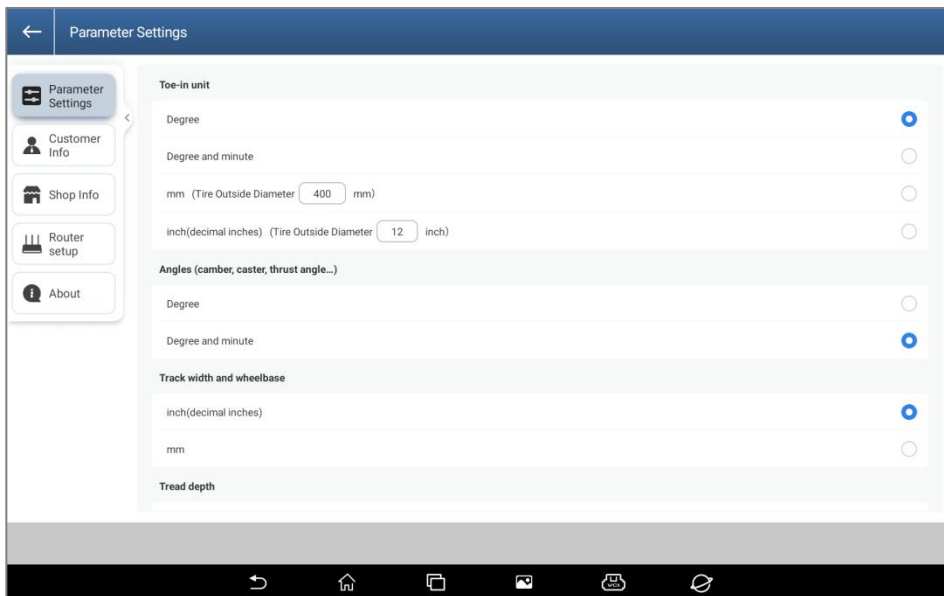 Parameter Settings
Parameter
Settings
Customer
Info
Shop Info
Router
setup
About
Toe-in unit
Degree
Degree and minute
mm (Tire Outside Diameter 400 mm)
inch(decimal inches) (Tire Outside Diameter 12 inch)
Angles (camber, caster, thrust angle...)
Degree
Degree and minute
Track width and wheelbase
inch(decimal inches)
mm
Tread depth
VCI